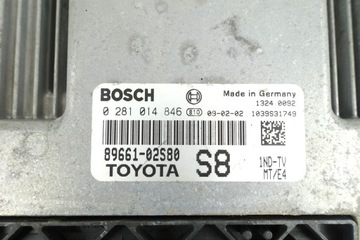 BOSCH Made in Germany
1324 0092
0 281 014 846 09-02-02 1039S31749
89661-02S80 S8 1ND-TV
TOYOTA MT/E4